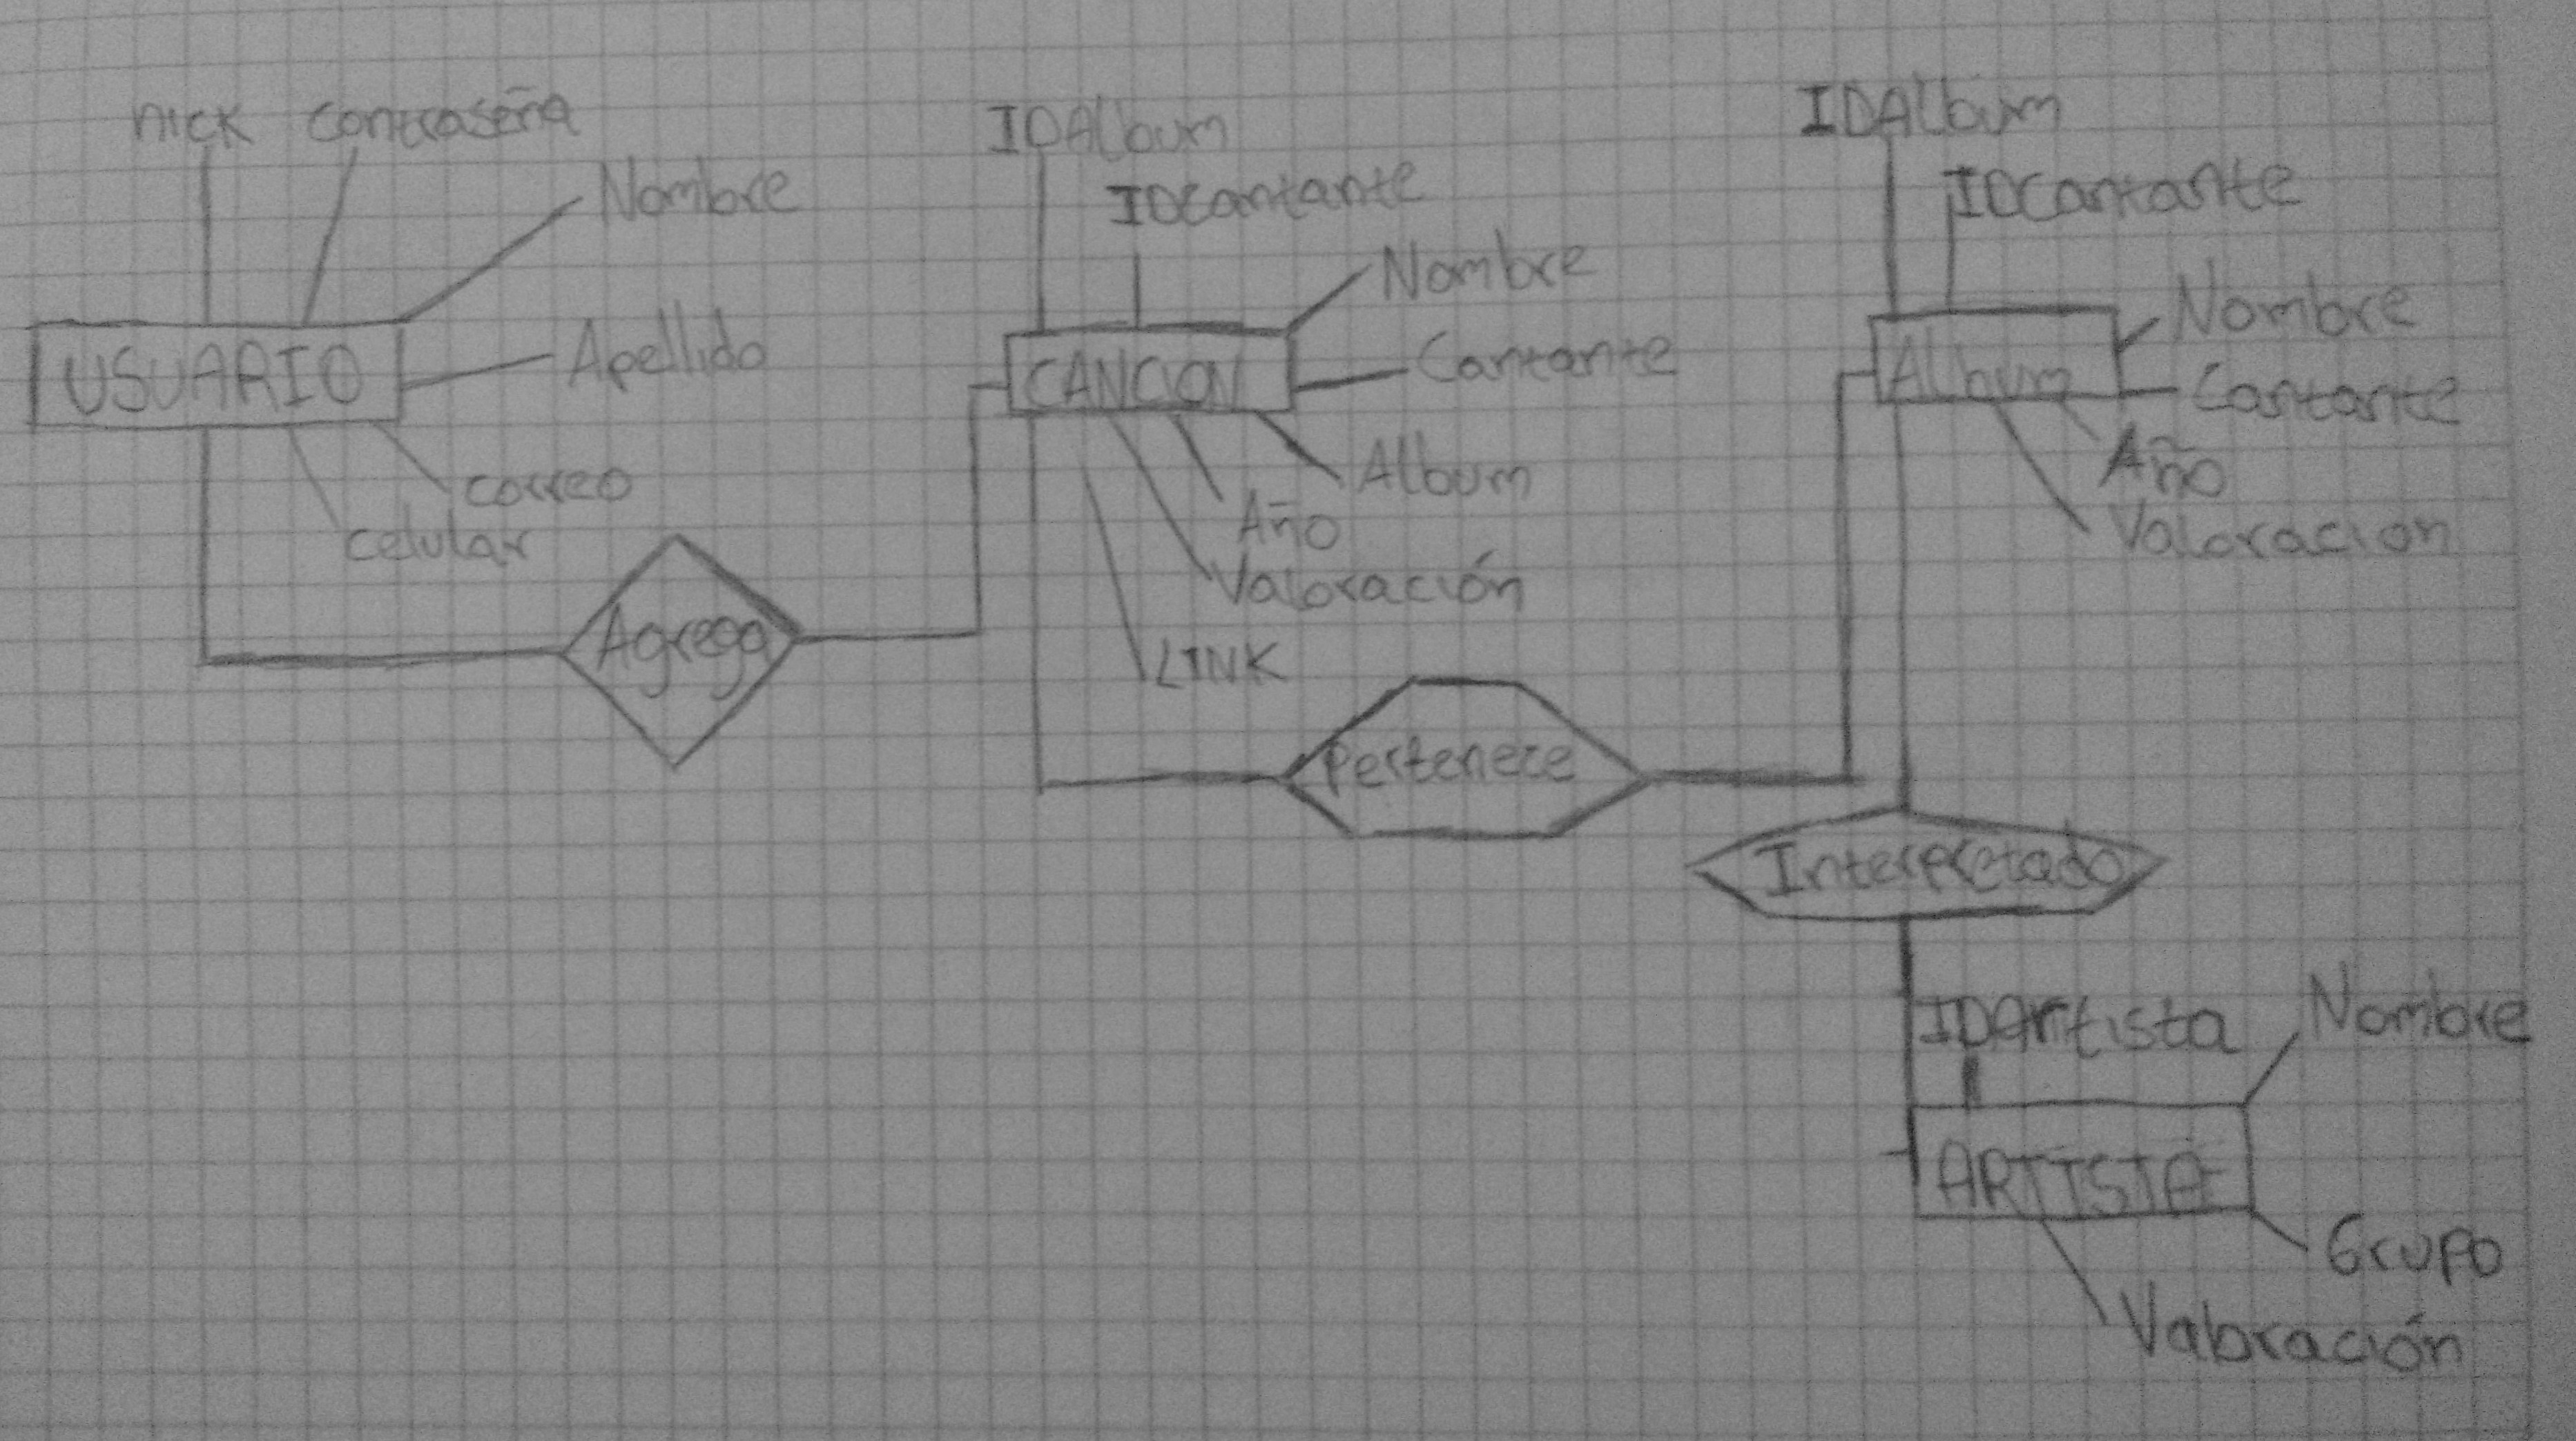 nick contraseña
Nombre
USUARIO
Apellido
correo
celular
Agrega
IDAlbum
IDCantante
Nombre
CANCION
Cantante
Album
Año
Valoración
LINK
Pertenece
IDAlbum
IDCantante
Nombre
Album
Cantante
Año
Valoracion
Interpretado
IDArtista
Nombre
ARTISTA
Grupo
Valoración